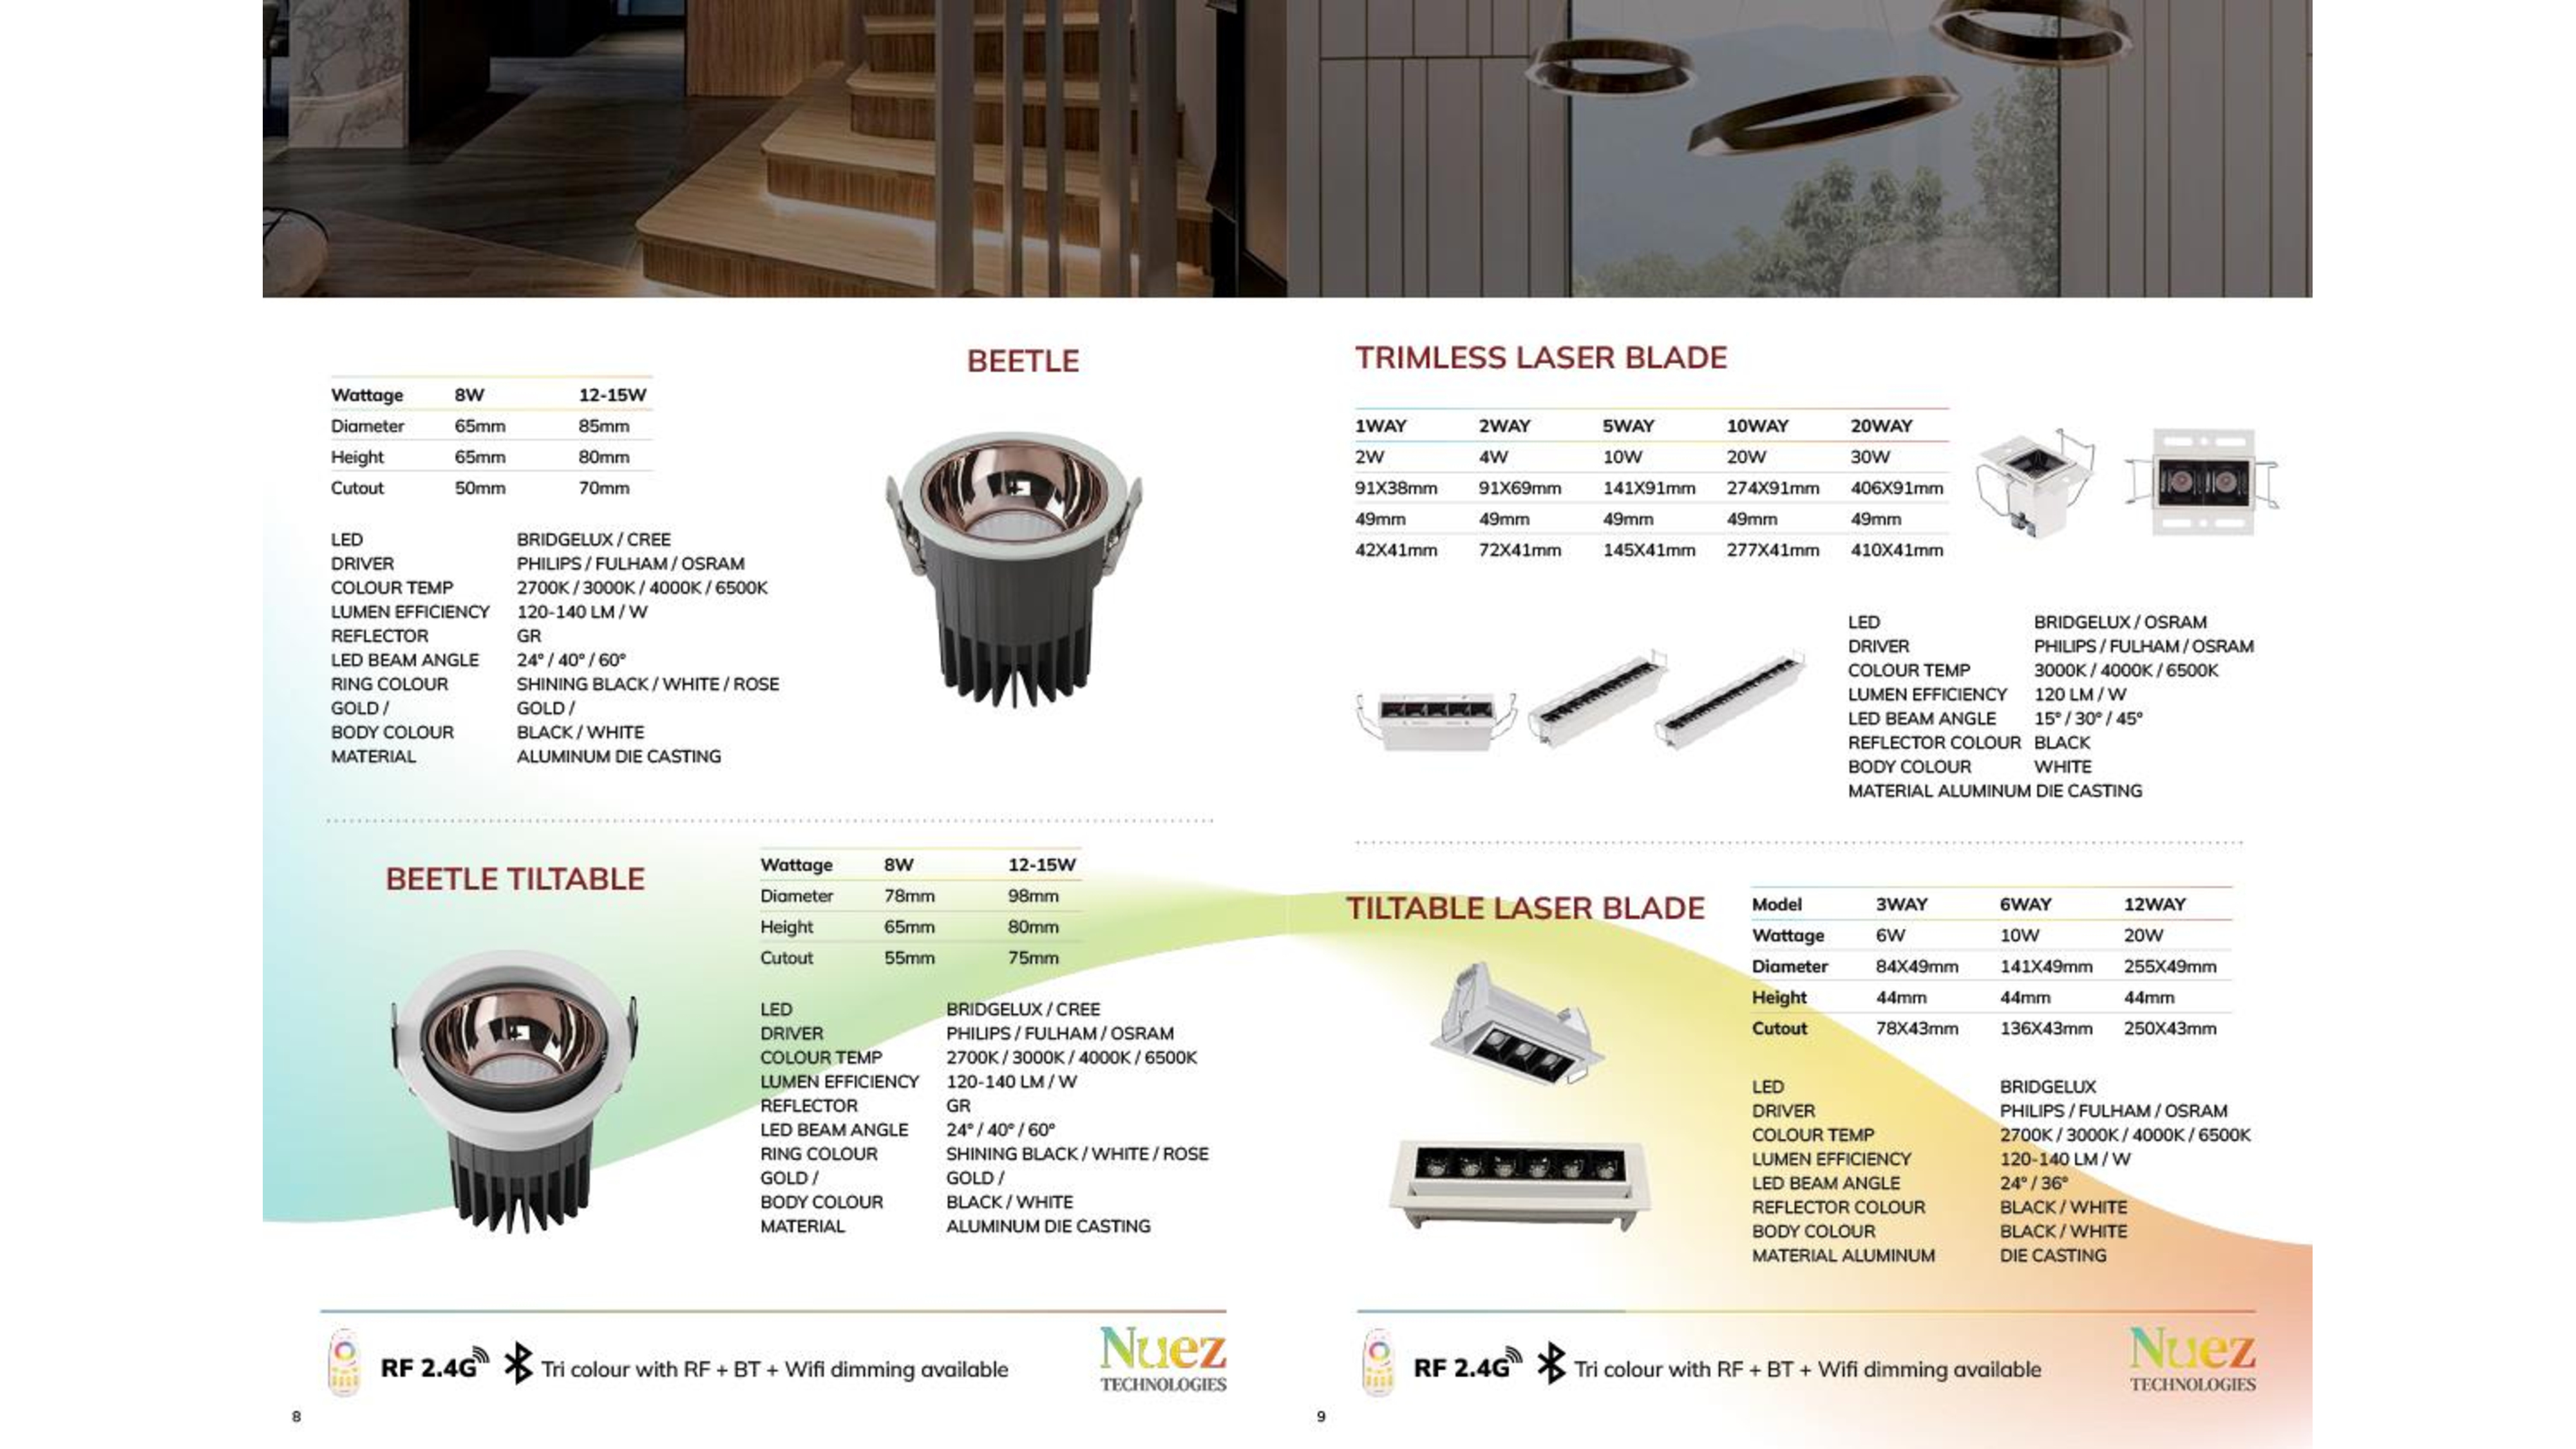 BEETLE
Wattage 8W 12-15W
Diameter 65mm 85mm
Height 65mm 80mm
Cutout 50mm 70mm
LED BRIDGELUX / CREE
DRIVER PHILIPS / FULHAM / OSRAM
COLOUR TEMP 2700K / 3000K / 4000K / 6500K
LUMEN EFFICIENCY 120-140 LM / W
REFLECTOR GR
LED BEAM ANGLE 24° / 40° / 60°
RING COLOUR SHINING BLACK / WHITE / ROSE
GOLD / GOLD /
BODY COLOUR BLACK / WHITE
MATERIAL ALUMINUM DIE CASTING
BEETLE TILTABLE
Wattage 8W 12-15W
Diameter 78mm 98mm
Height 65mm 80mm
Cutout 55mm 75mm
LED BRIDGELUX / CREE
DRIVER PHILIPS / FULHAM / OSRAM
COLOUR TEMP 2700K / 3000K / 4000K / 6500K
LUMEN EFFICIENCY 120-140 LM / W
REFLECTOR GR
LED BEAM ANGLE 24° / 40° / 60°
RING COLOUR SHINING BLACK / WHITE / ROSE
GOLD / GOLD /
BODY COLOUR BLACK / WHITE
MATERIAL ALUMINUM DIE CASTING
RF 2.4G Tri colour with RF + BT + Wifi dimming available
Nuez
TECHNOLOGIES
8
TRIMLESS LASER BLADE
1WAY 2WAY 5WAY 10WAY 20WAY
2W 4W 10W 20W 30W
91X38mm 91X69mm 141X91mm 274X91mm 406X91mm
49mm 49mm 49mm 49mm 49mm
42X41mm 72X41mm 145X41mm 277X41mm 410X41mm
LED BRIDGELUX / OSRAM
DRIVER PHILIPS / FULHAM / OSRAM
COLOUR TEMP 3000K / 4000K / 6500K
LUMEN EFFICIENCY 120 LM / W
LED BEAM ANGLE 15° / 30° / 45°
REFLECTOR COLOUR BLACK
BODY COLOUR WHITE
MATERIAL ALUMINUM DIE CASTING
TILTABLE LASER BLADE
Model 3WAY 6WAY 12WAY
Wattage 6W 10W 20W
Diameter 84X49mm 141X49mm 255X49mm
Height 44mm 44mm 44mm
Cutout 78X43mm 136X43mm 250X43mm
LED BRIDGELUX
DRIVER PHILIPS / FULHAM / OSRAM
COLOUR TEMP 2700K / 3000K / 4000K / 6500K
LUMEN EFFICIENCY 120-140 LM / W
LED BEAM ANGLE 24° / 36°
REFLECTOR COLOUR BLACK / WHITE
BODY COLOUR BLACK / WHITE
MATERIAL ALUMINUM DIE CASTING
RF 2.4G Tri colour with RF + BT + Wifi dimming available
Nuez
TECHNOLOGIES
9